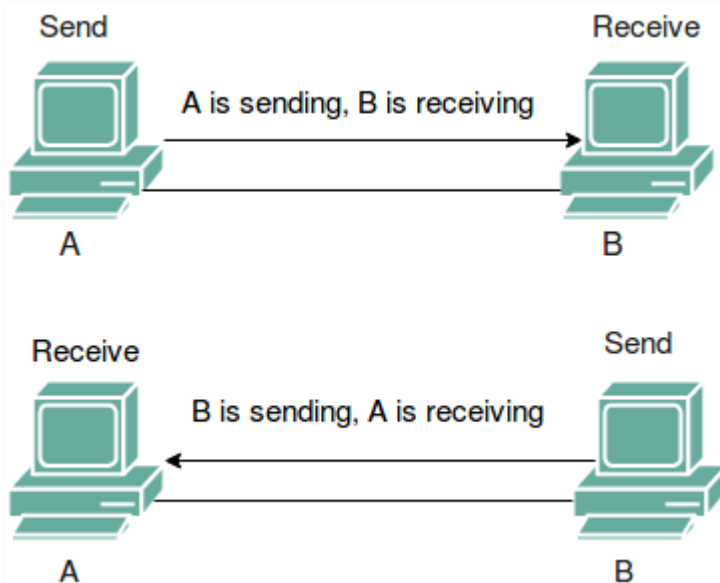 Send
Receive
A is sending, B is receiving
A
B
Receive
Send
B is sending, A is receiving
A
B